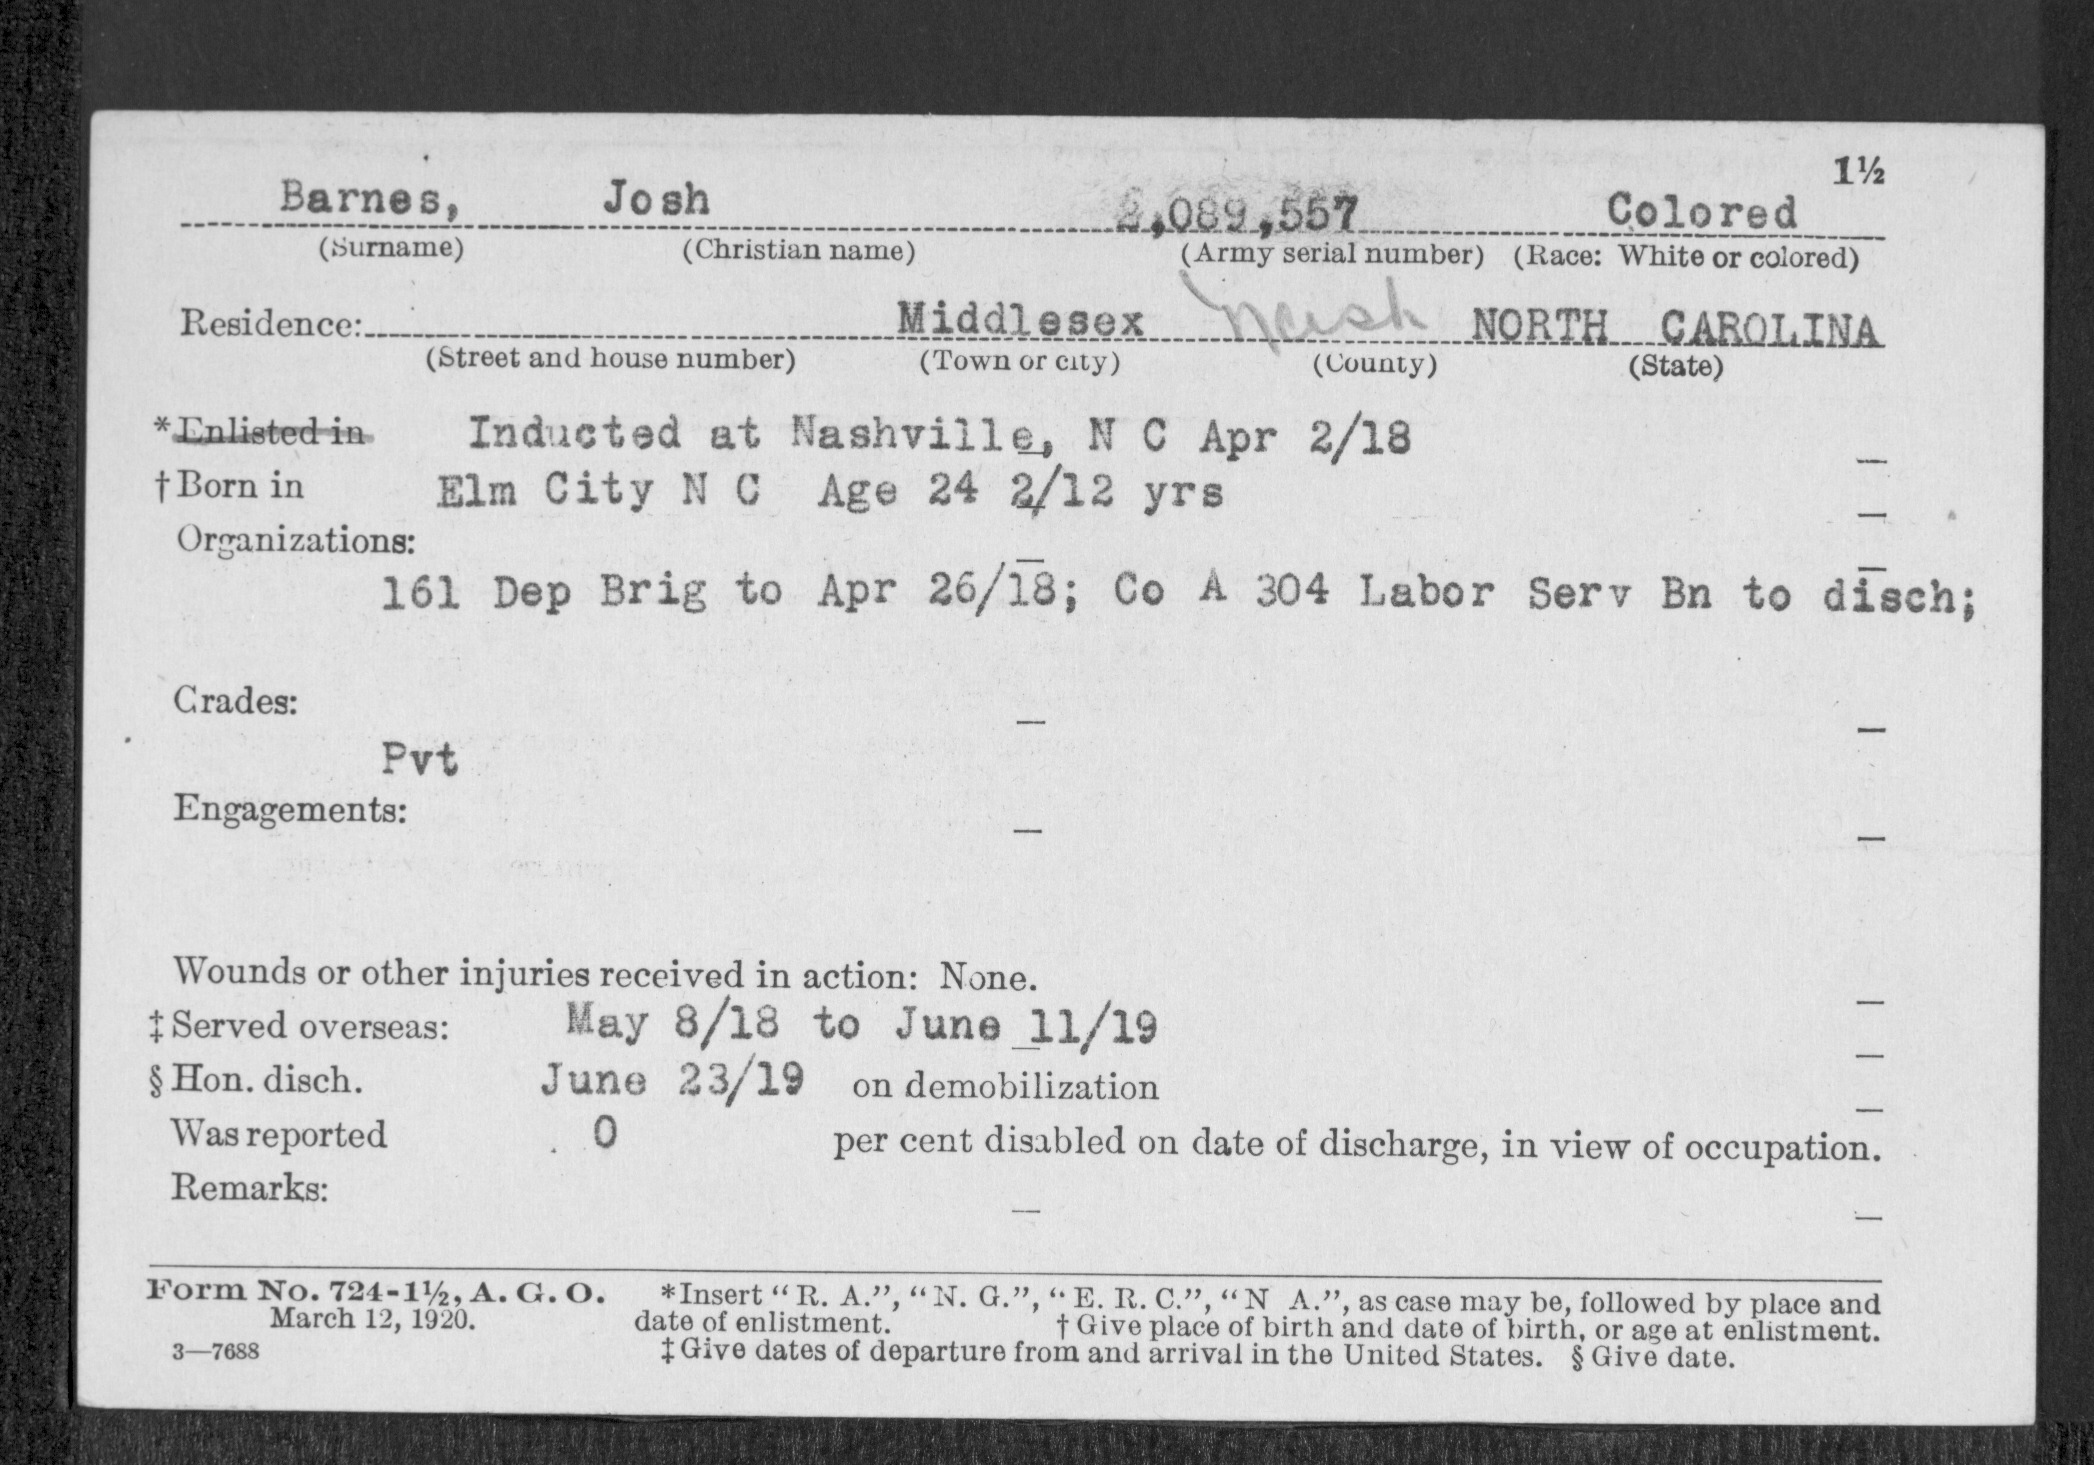 1½
Barnes, Josh 2,089,557 Colored
(Surname) (Christian name) (Army serial number) (Race: White or colored)
Residence: Middlesex Nash NORTH CAROLINA
(Street and house number) (Town or city) (County) (State)
*Enlisted in Inducted at Nashville, N C Apr 2/18
†Born in Elm City N C Age 24 2/12 yrs
Organizations:
161 Dep Brig to Apr 26/18; Co A 304 Labor Serv Bn to disch;
Grades:
Pvt
Engagements:
Wounds or other injuries received in action: None.
‡Served overseas: May 8/18 to June 11/19
§Hon. disch. June 23/19 on demobilization
Was reported 0 per cent disabled on date of discharge, in view of occupation.
Remarks:
Form No. 724-1½, A. G. O. *Insert "R. A.", "N. G.", "E. R. C.", "N A.", as case may be, followed by place and
March 12, 1920. date of enlistment. †Give place of birth and date of birth, or age at enlistment.
3—7688 ‡Give dates of departure from and arrival in the United States. §Give date.